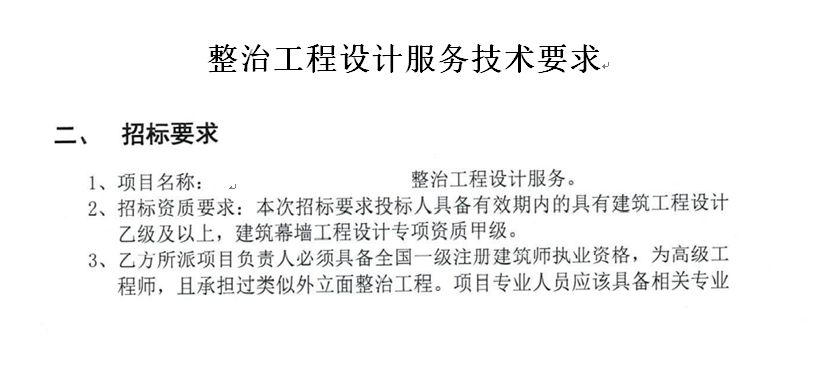 整治工程设计服务技术要求
二、 招标要求
1、项目名称： 整治工程设计服务。
2、招标资质要求：本次招标要求投标人具备有效期内的具有建筑工程设计
乙级及以上，建筑幕墙工程设计专项资质甲级。
3、乙方所派项目负责人必须具备全国一级注册建筑师执业资格，为高级工
程师，且承担过类似外立面整治工程。项目专业人员应该具备相关专业